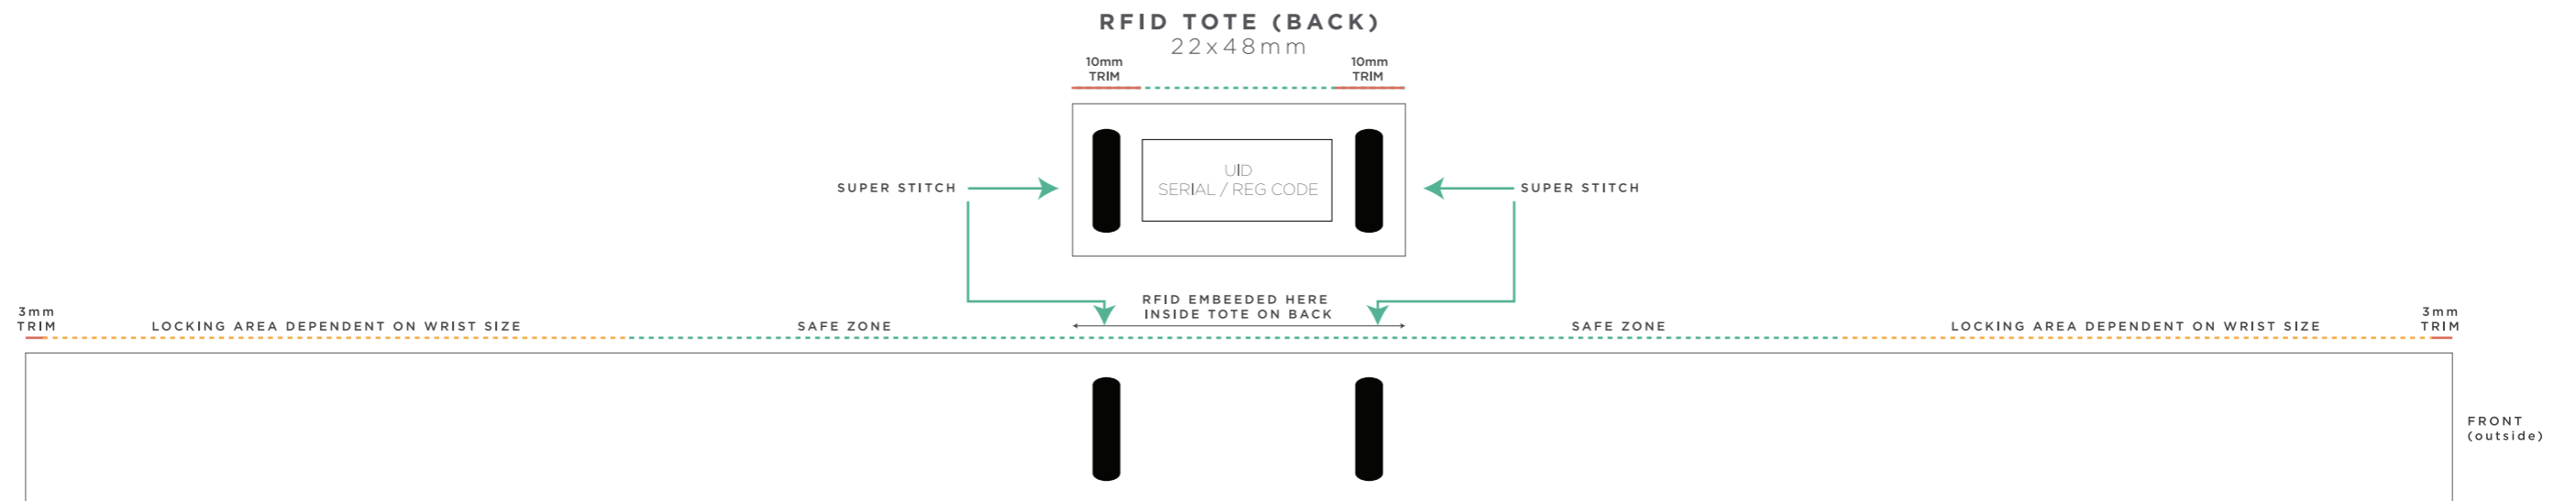 RFID TOTE (BACK)
22x48mm
10mm
TRIM
10mm
TRIM
UID
SERIAL / REG CODE
SUPER STITCH
SUPER STITCH
RFID EMBEEDED HERE
INSIDE TOTE ON BACK
3mm
TRIM
LOCKING AREA DEPENDENT ON WRIST SIZE
SAFE ZONE
SAFE ZONE
LOCKING AREA DEPENDENT ON WRIST SIZE
3mm
TRIM
FRONT
(outside)